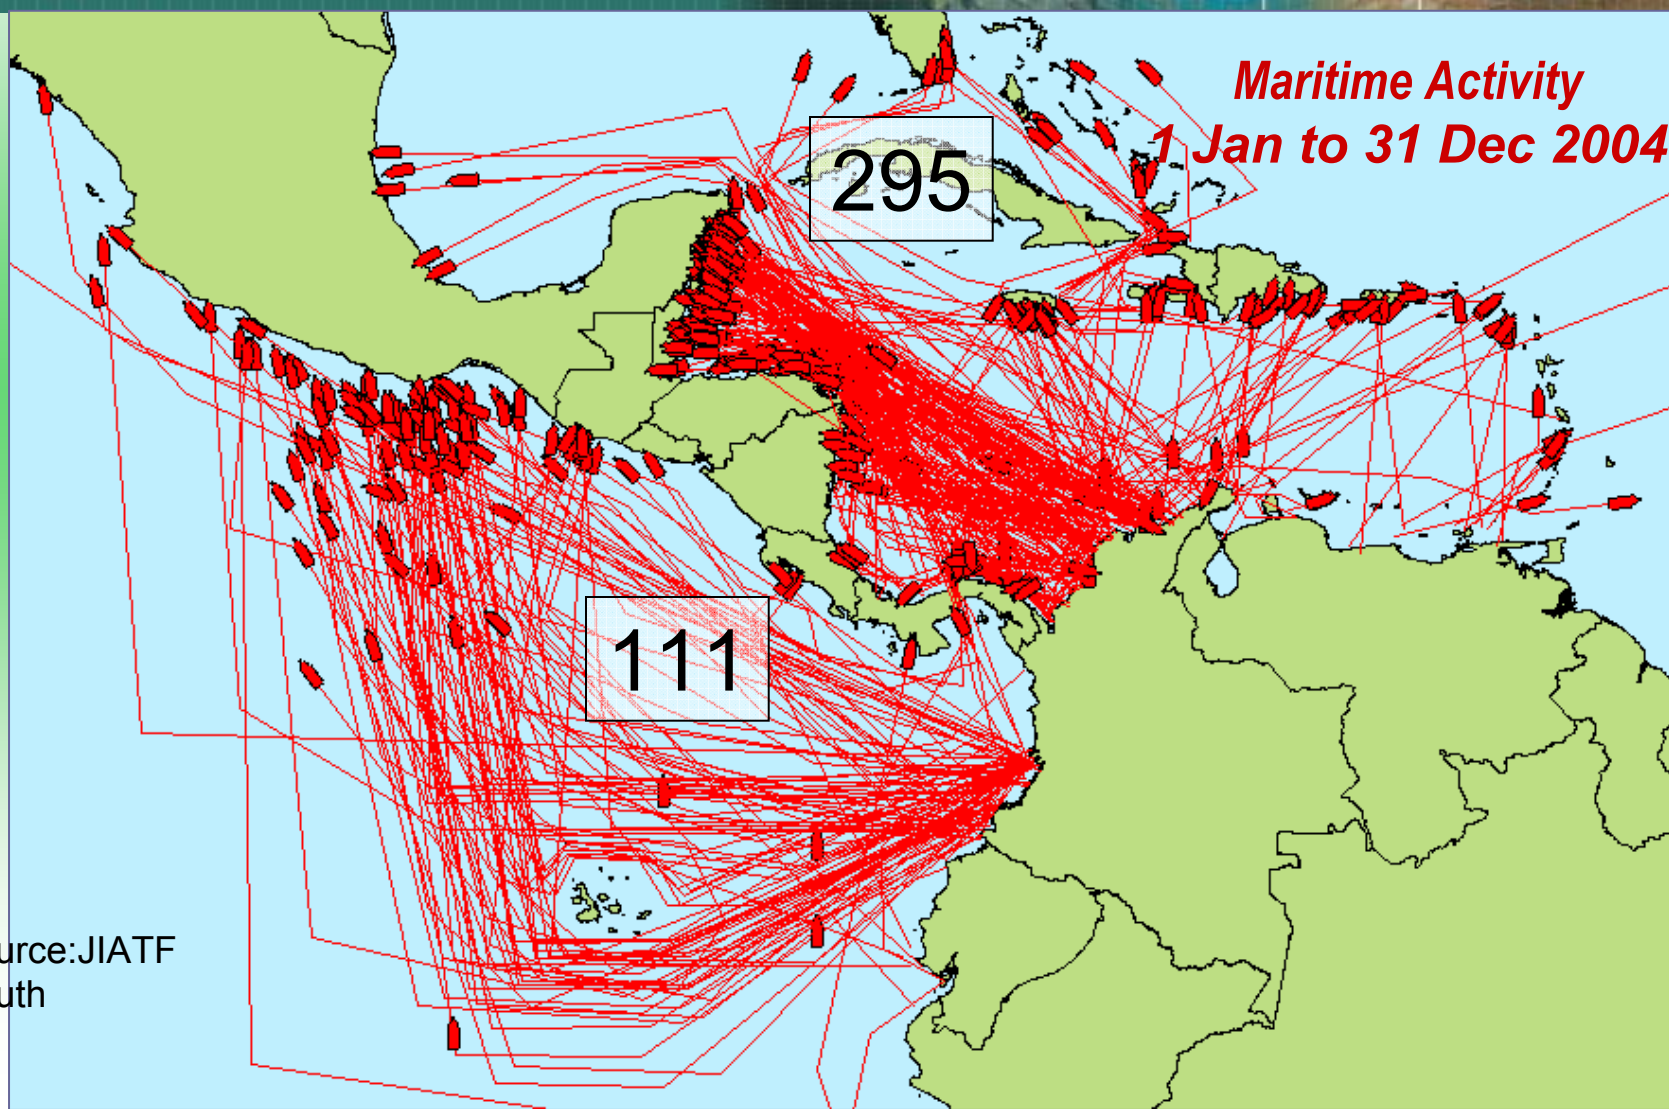 Maritime Activity
1 Jan to 31 Dec 2004
295
111
urce:JIATF
uth